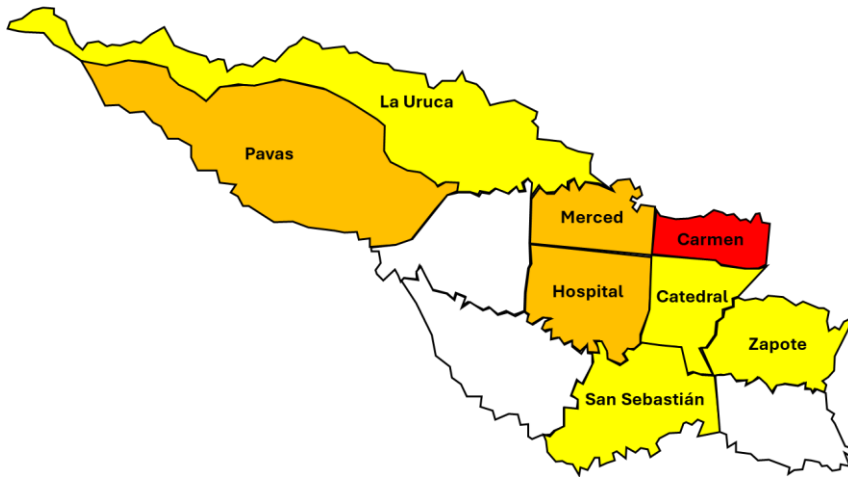 La Uruca
Pavas
Merced
Carmen
Hospital
Catedral
Zapote
San Sebastián